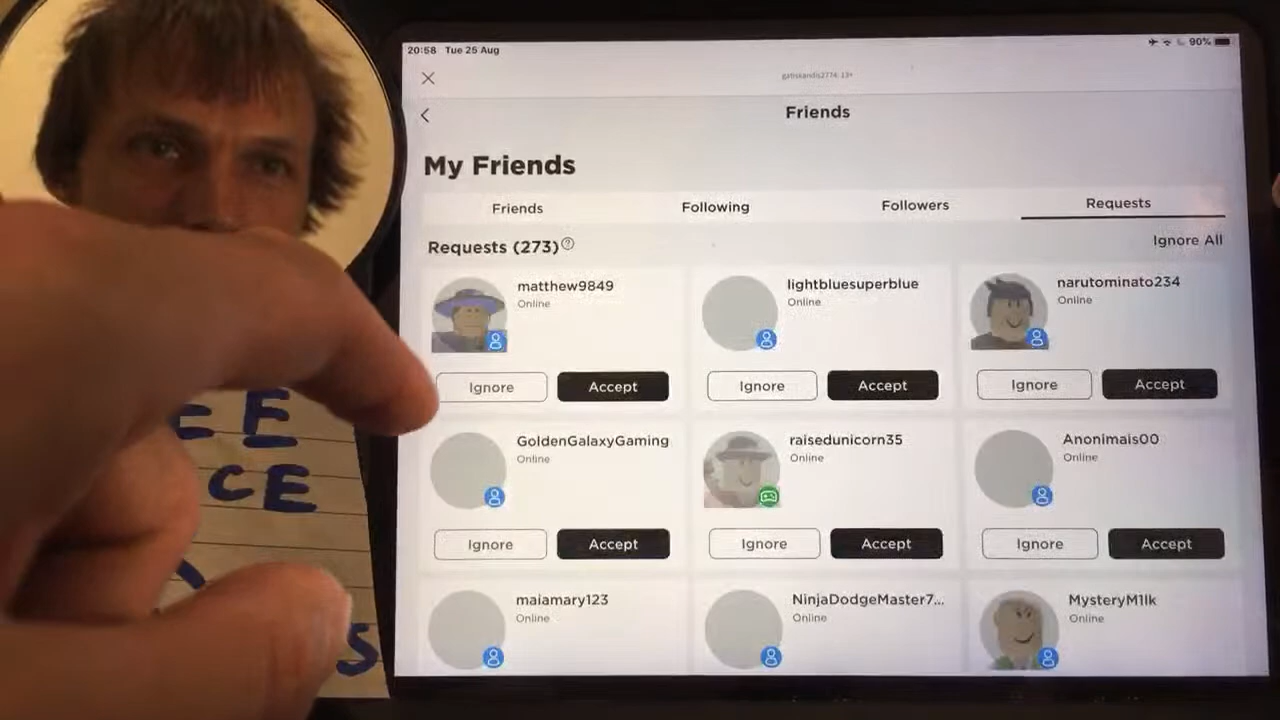 20:58 Tue 25 Aug
90%
Friends
My Friends
Friends Following Followers Requests
Requests (273)
Ignore All
matthew9849
Online
lightbluesuperblue
Online
narutominato234
Online
Ignore Accept Ignore Accept Ignore Accept
GoldenGalaxyGaming
Online
raisedunicorn35
Online
Anonimais00
Online
Ignore Accept Ignore Accept Ignore Accept
maiamary123
Online
NinjaDodgeMaster7...
Online
MysteryM1lk
Online